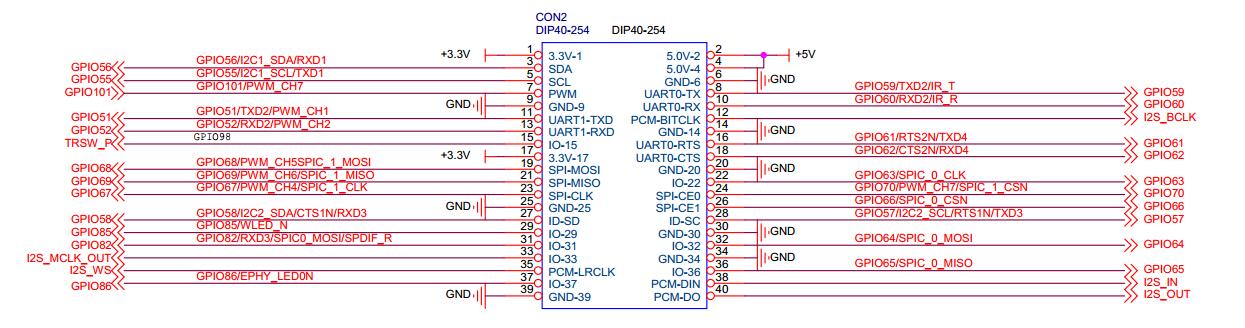 CON2
DIP40-254 DIP40-254
+3.3V 1 3.3V-1 5.0V-2 2 +5V
GPIO56 GPIO56/I2C1_SDA/RXD1 3 SDA 5.0V-4 4
GPIO55 GPIO55/I2C1_SCL/TXD1 5 SCL GND-6 6 GND
GPIO101 GPIO101/PWM_CH7 7 PWM UART0-TX 8 GPIO59/TXD2/IR_T GPIO59
GND 9 GND-9 UART0-RX 10 GPIO60/RXD2/IR_R GPIO60
GPIO51 GPIO51/TXD2/PWM_CH1 11 UART1-TXD PCM-BITCLK 12 I2S_BCLK
GPIO52 GPIO52/RXD2/PWM_CH2 13 UART1-RXD GND-14 14 GND
TRSW_P GPIO98 15 IO-15 UART0-RTS 16 GPIO61/RTS2N/TXD4 GPIO61
+3.3V 17 3.3V-17 UART0-CTS 18 GPIO62/CTS2N/RXD4 GPIO62
GPIO68 GPIO68/PWM_CH5SPIC_1_MOSI 19 SPI-MOSI GND-20 20 GND
GPIO69 GPIO69/PWM_CH6/SPIC_1_MISO 21 SPI-MISO IO-22 22 GPIO63/SPIC_0_CLK GPIO63
GPIO67 GPIO67/PWM_CH4/SPIC_1_CLK 23 SPI-CLK SPI-CE0 24 GPIO70/PWM_CH7/SPIC_1_CSN GPIO70
GND 25 GND-25 SPI-CE1 26 GPIO66/SPIC_0_CSN GPIO66
GPIO58 GPIO58/I2C2_SDA/CTS1N/RXD3 27 ID-SD ID-SC 28 GPIO57/I2C2_SCL/RTS1N/TXD3 GPIO57
GPIO85 GPIO85/WLED_N 29 IO-29 GND-30 30 GND
GPIO82 GPIO82/RXD3/SPIC0_MOSI/SPDIF_R 31 IO-31 IO-32 32 GPIO64/SPIC_0_MOSI GPIO64
I2S_MCLK_OUT 33 IO-33 GND-34 34 GND
I2S_WS 35 PCM-LRCLK IO-36 36 GPIO65/SPIC_0_MISO GPIO65
GPIO86 GPIO86/EPHY_LED0N 37 IO-37 PCM-DIN 38 I2S_IN
GND 39 GND-39 PCM-DO 40 I2S_OUT